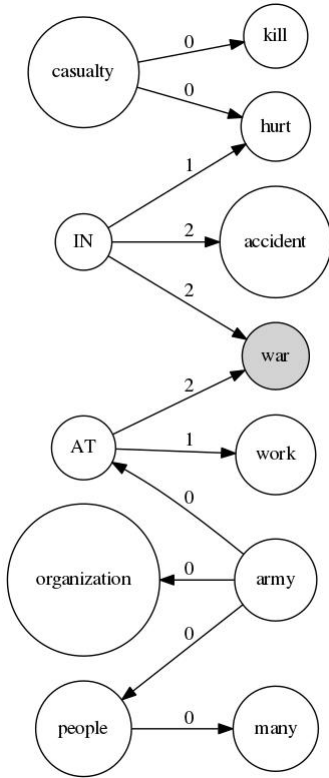 kill
0
casualty
0
hurt
1
IN
2
accident
2
war
2
AT
1
work
0
organization
0
army
0
people
0
many